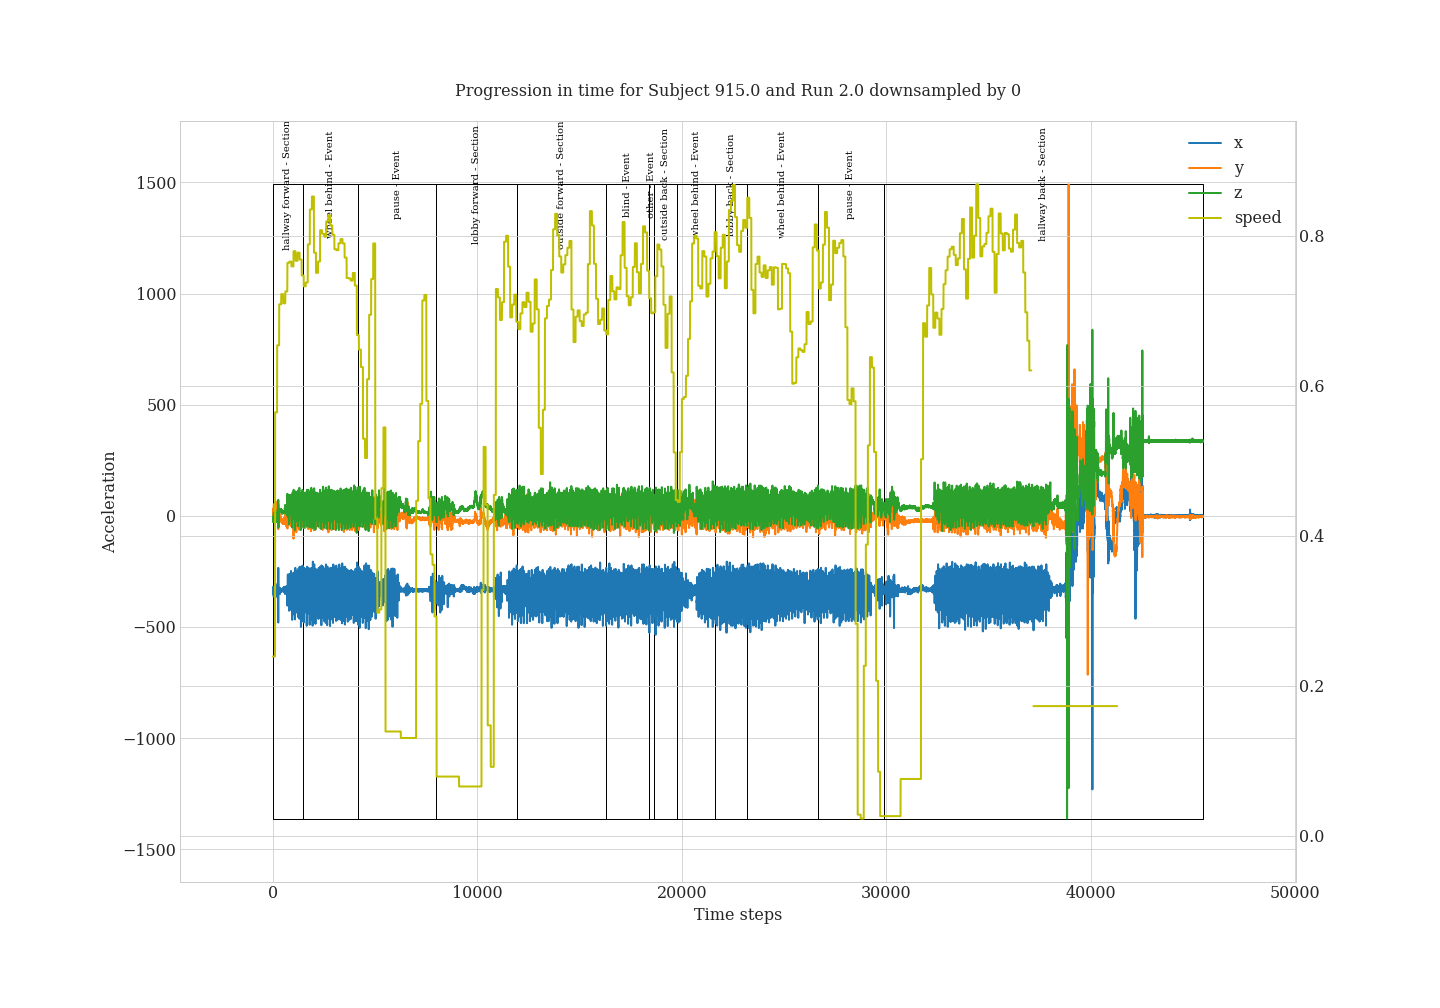 Progression in time for Subject 915.0 and Run 2.0 downsampled by 0
hallway forward - Section
wheel behind - Event
pause - Event
lobby forward - Section
outside forward - Section
blind - Event
other - Event
outside back - Section
wheel behind - Event
lobby back - Section
wheel behind - Event
pause - Event
hallway back - Section
x
y
z
speed
1500
1000
500
0
−500
−1000
−1500
Acceleration
0.8
0.6
0.4
0.2
0.0
0
10000
20000
30000
40000
50000
Time steps